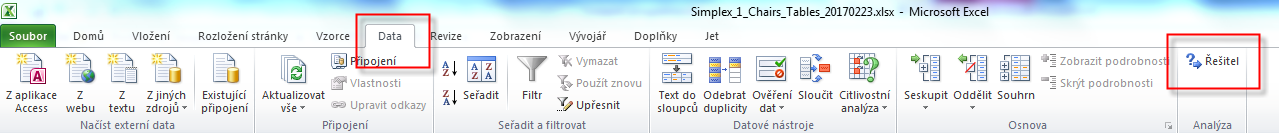 Simplex_1_Chairs_Tables_20170223.xlsx - Microsoft Excel
Soubor Domů Vložení Rozložení stránky Vzorce Data Revize Zobrazení Vývojář Doplňky Jet
Z aplikace Access
Z webu
Z textu
Z jiných zdrojů
Existující připojení
Načíst externí data
Aktualizovat vše
Připojení
Vlastnosti
Upravit odkazy
Připojení
Seřadit
Filtr
Vymazat
Použít znovu
Upřesnit
Seřadit a filtrovat
Text do sloupců
Odebrat duplicity
Ověření dat
Sloučit
Citlivostní analýza
Datové nástroje
Seskupit
Oddělit
Souhrn
Zobrazit podrobnosti
Skrýt podrobnosti
Osnova
Řešitel
Analýza